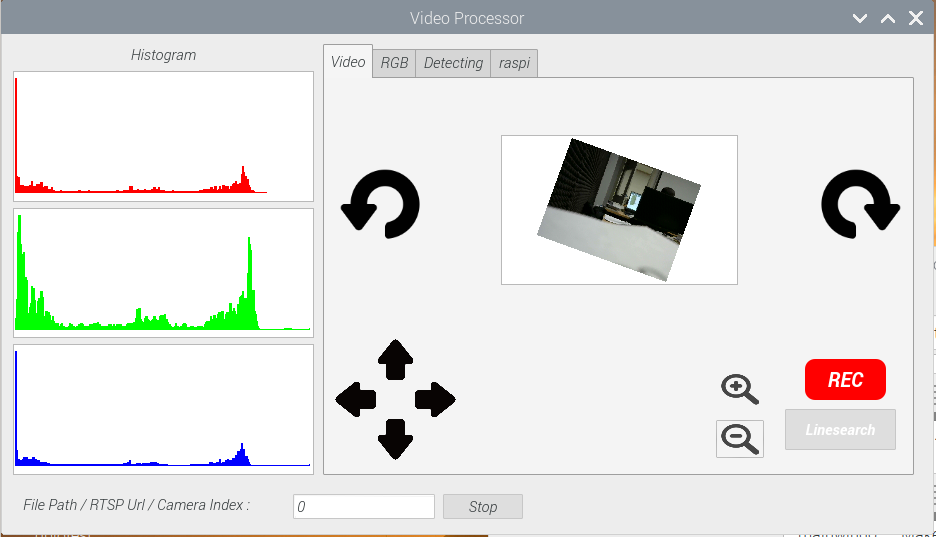 Video Processor
Histogram
Video
RGB
Detecting
raspi
REC
Linesearch
File Path / RTSP Url / Camera Index :
0
Stop